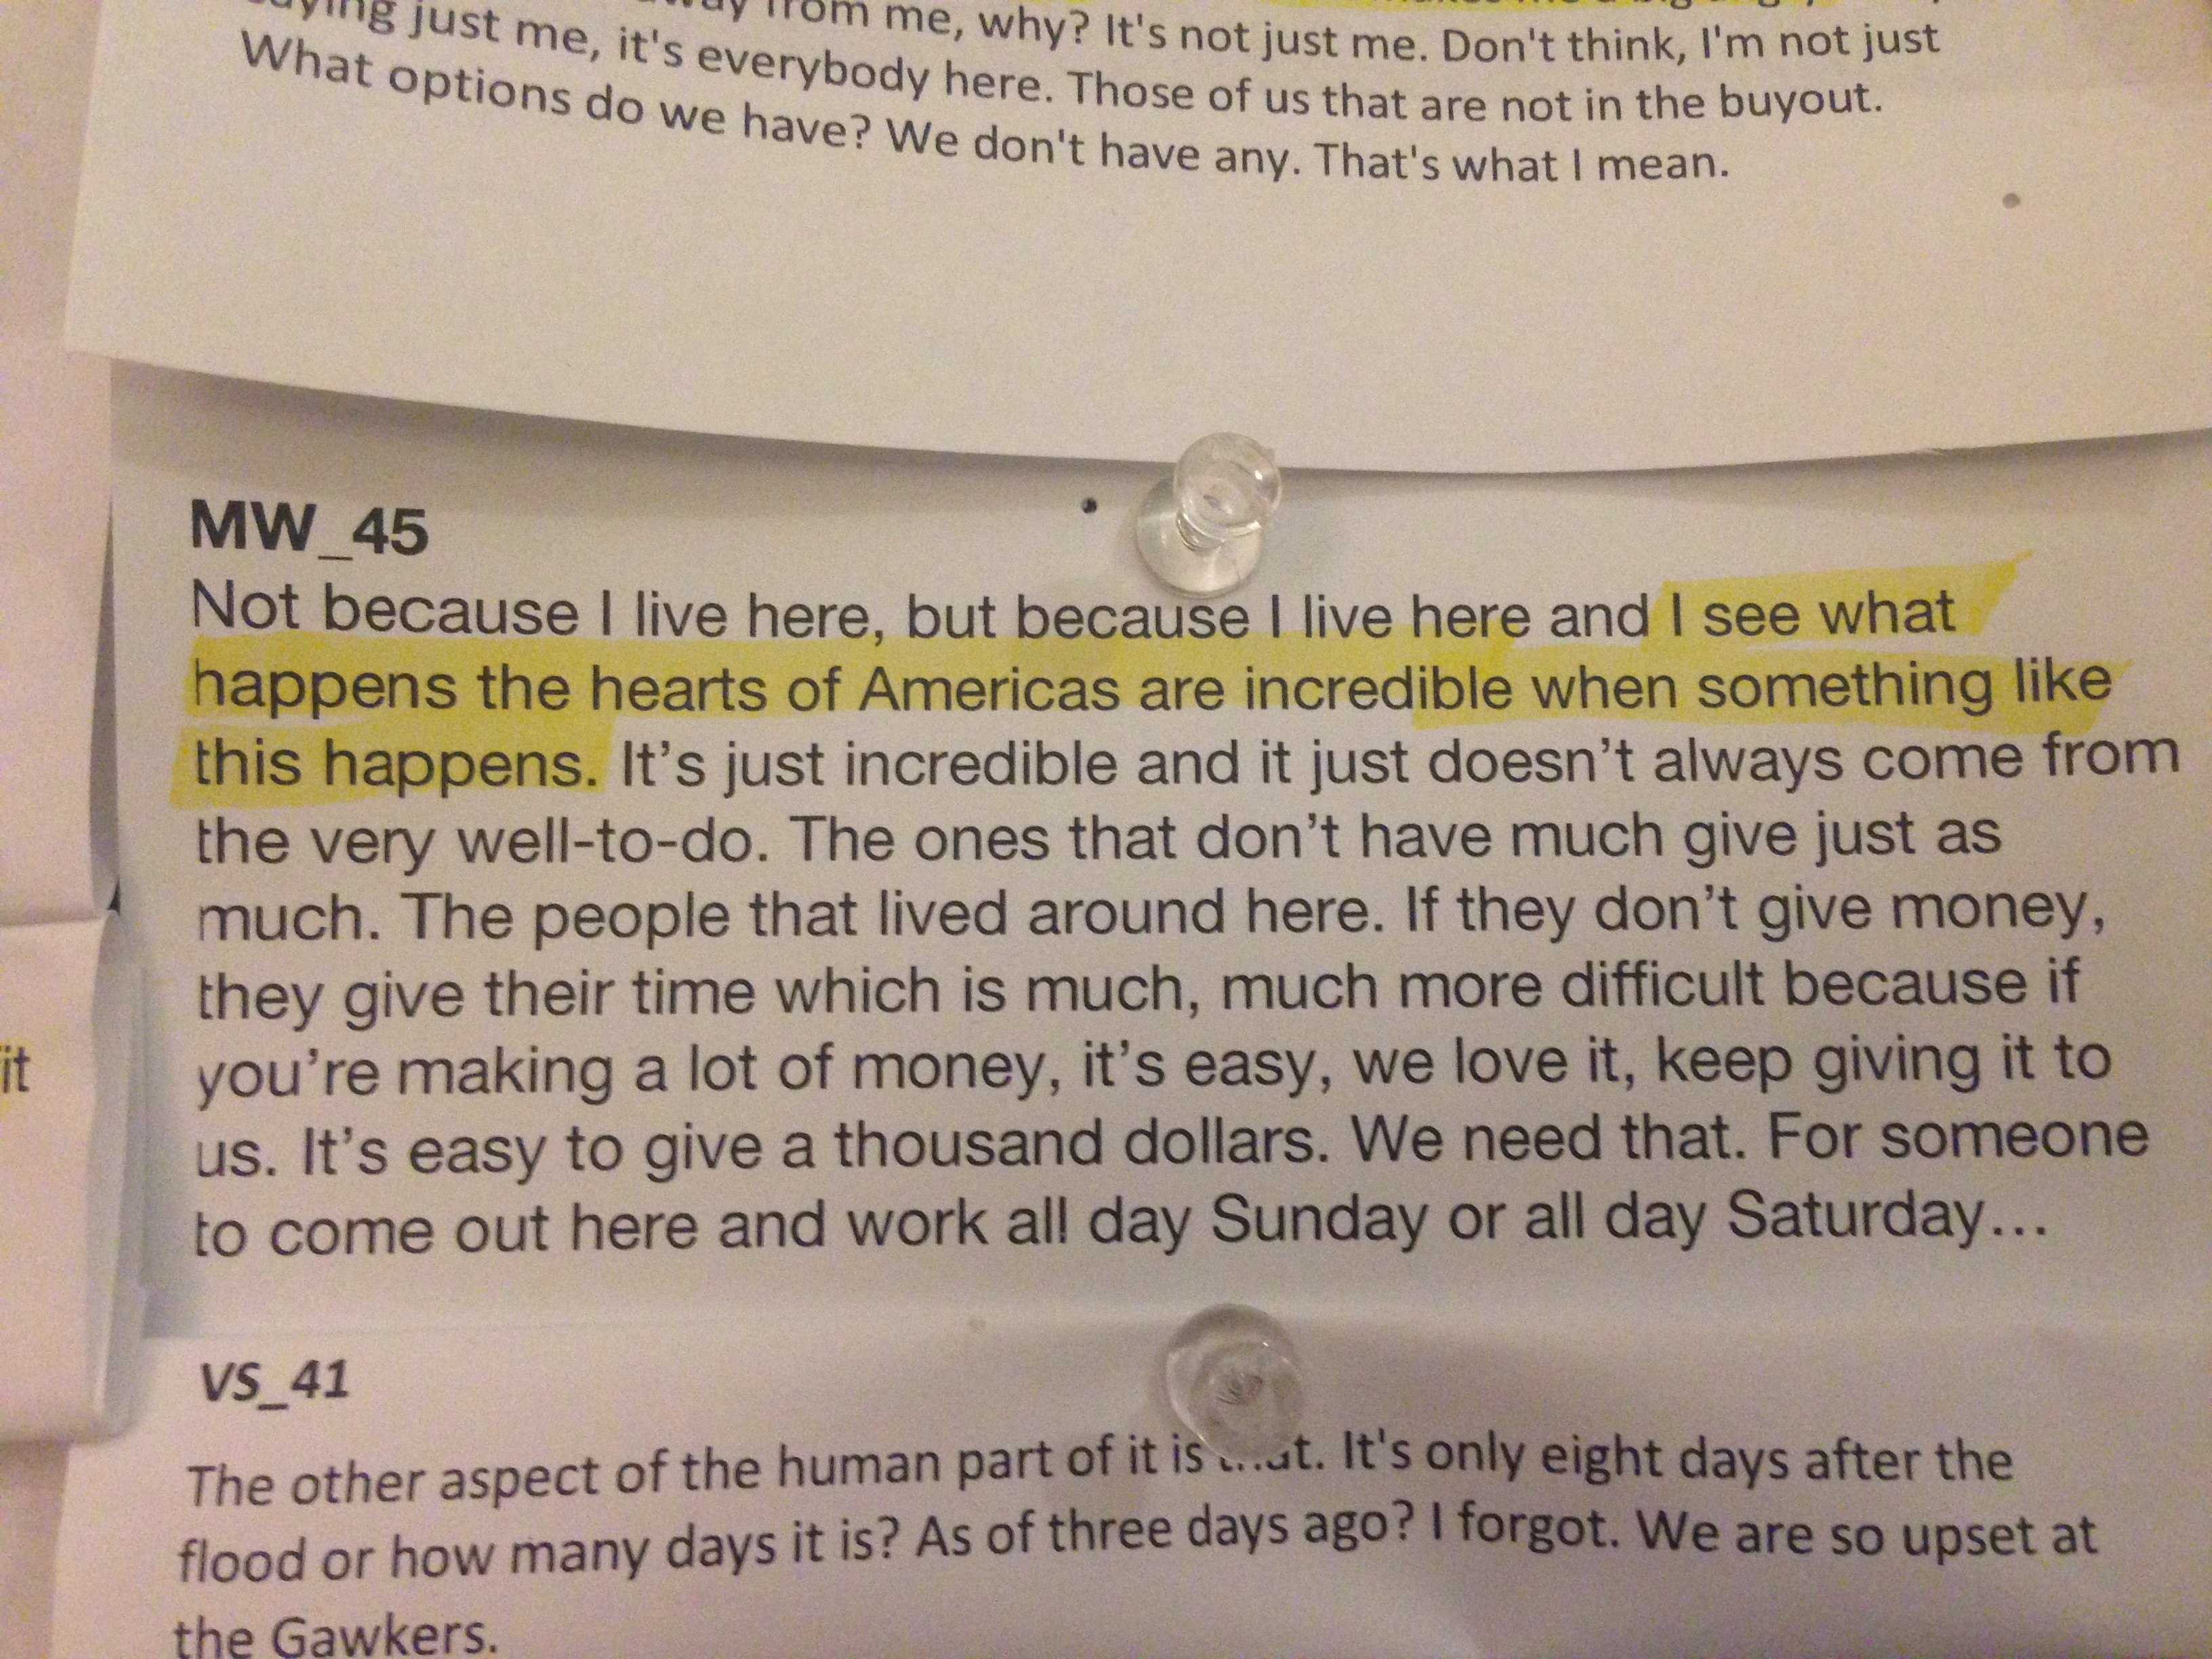 just me, it's everybody here. Those of us that are not in the buyout.
from me, why? It's not just me. Don't think, I'm not just
What options do we have? We don't have any. That's what I mean.
MW_45
Not because I live here, but because I live here and I see what
happens the hearts of Americas are incredible when something like
this happens. It's just incredible and it just doesn't always come from
the very well-to-do. The ones that don't have much give just as
much. The people that lived around here. If they don't give money,
they give their time which is much, much more difficult because if
you're making a lot of money, it's easy, we love it, keep giving it to
us. It's easy to give a thousand dollars. We need that. For someone
to come out here and work all day Sunday or all day Saturday...
it
VS_41
The other aspect of the human part of it is that. It's only eight days after the
flood or how many days it is? As of three days ago? I forgot. We are so upset at
the Gawkers.